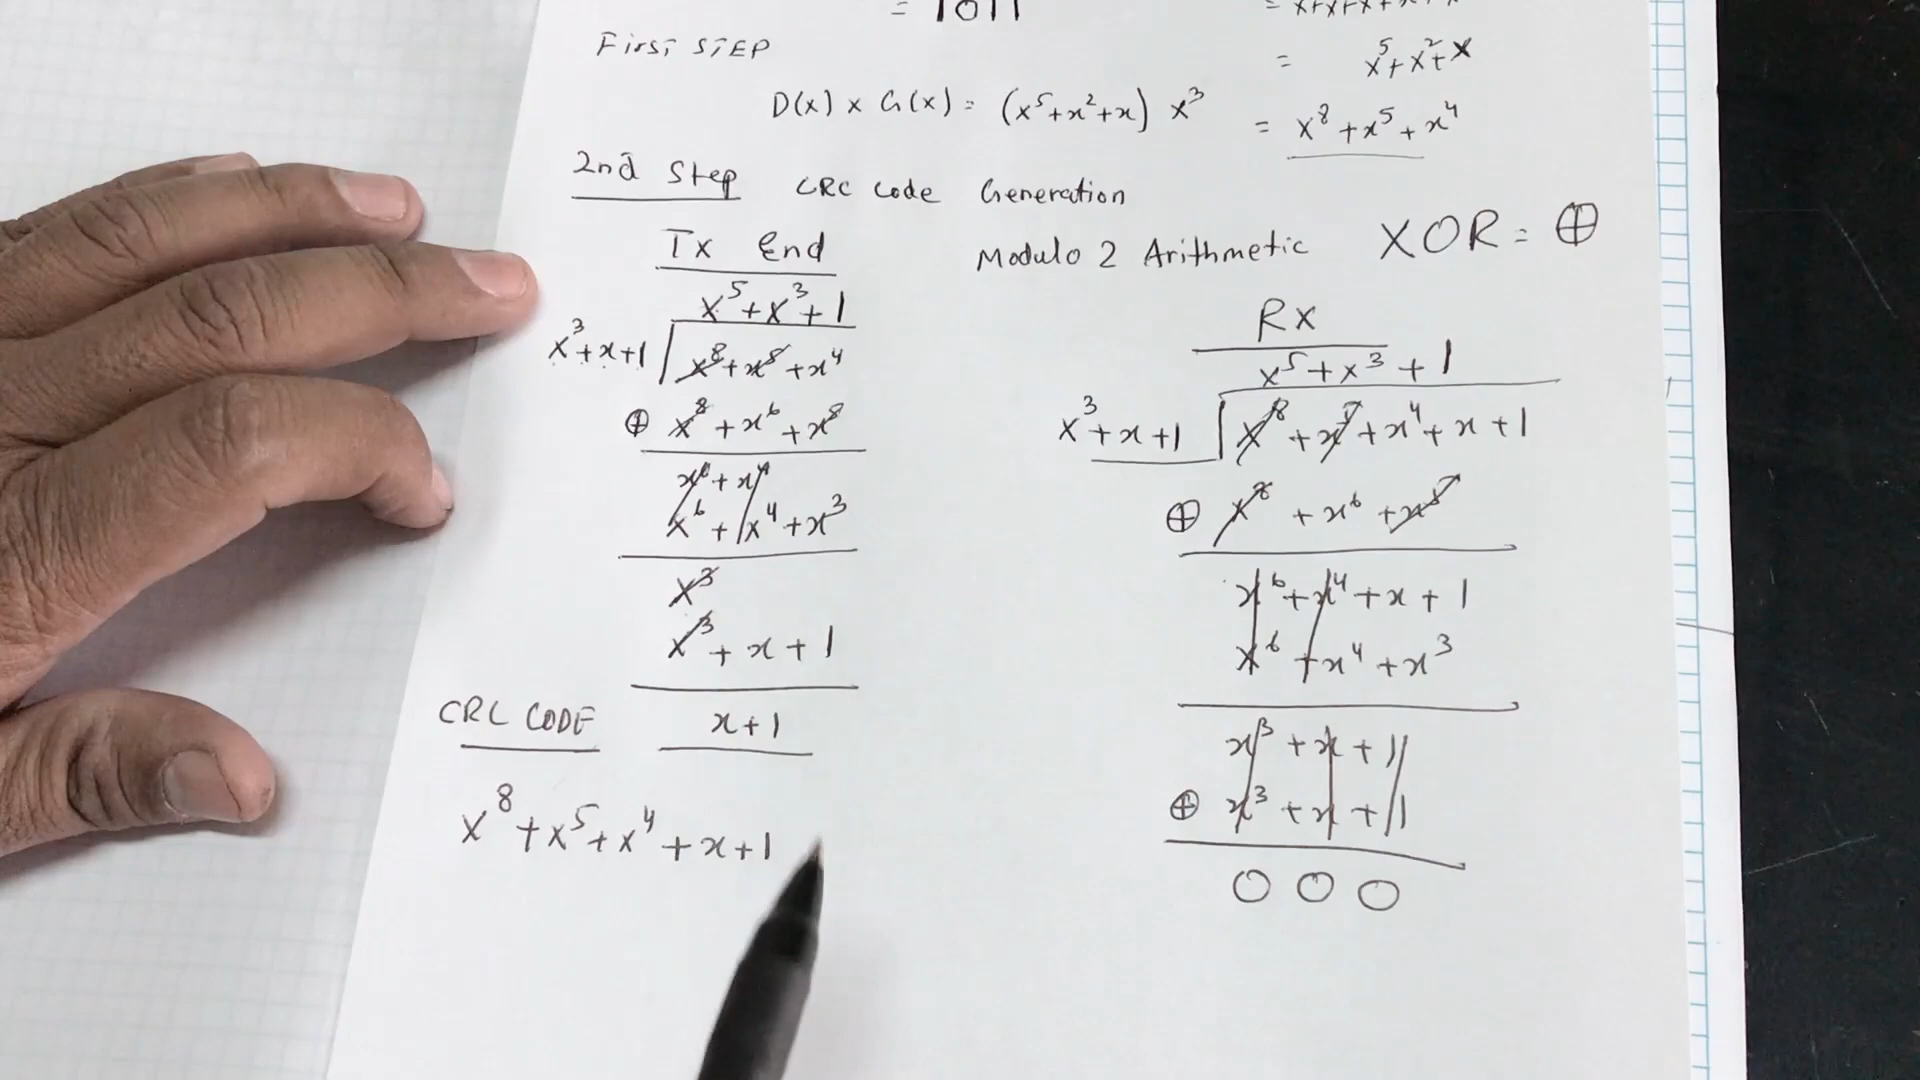 = 1011
= x⁵+x²+x
First STEP
D(x) x G(x) = (x⁵+x²+x) x³ = x⁸+x⁵+x⁴
2nd Step CRC Code Generation
Tx End
Modulo 2 Arithmetic XOR = ⊕
x⁵+x³+1
x³+x+1
x⁸+x⁵+x⁴
⊕ x⁸+x⁶+x⁵
x⁶+x⁴
x⁶+x⁴+x³
x³
x³+x+1
x+1
CRC CODE
x⁸+x⁵+x⁴+x+1
Rx
x⁵+x³+1
x³+x+1
x⁸+x⁵+x⁴+x+1
⊕ x⁸+x⁶+x⁵
x⁶+x⁴+x+1
x⁶+x⁴+x³
x³+x+1
⊕ x³+x+1
0 0 0